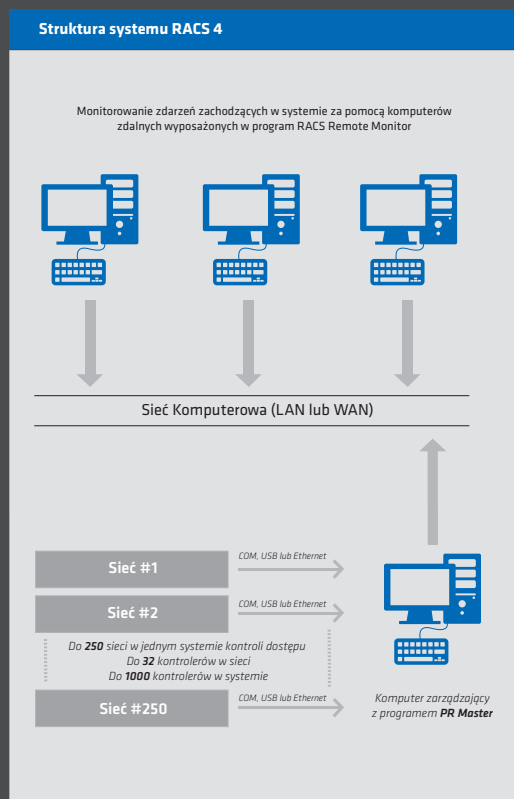 Struktura systemu RACS 4
Monitorowanie zdarzeń zachodzących w systemie za pomocą komputerów
zdalnych wyposażonych w program RACS Remote Monitor
Sieć Komputerowa (LAN lub WAN)
Sieć #1
COM, USB lub Ethernet
Sieć #2
COM, USB lub Ethernet
Do 250 sieci w jednym systemie kontroli dostępu
Do 32 kontrolerów w sieci
Do 1000 kontrolerów w systemie
Sieć #250
COM, USB lub Ethernet
Komputer zarządzający
z programem PR Master